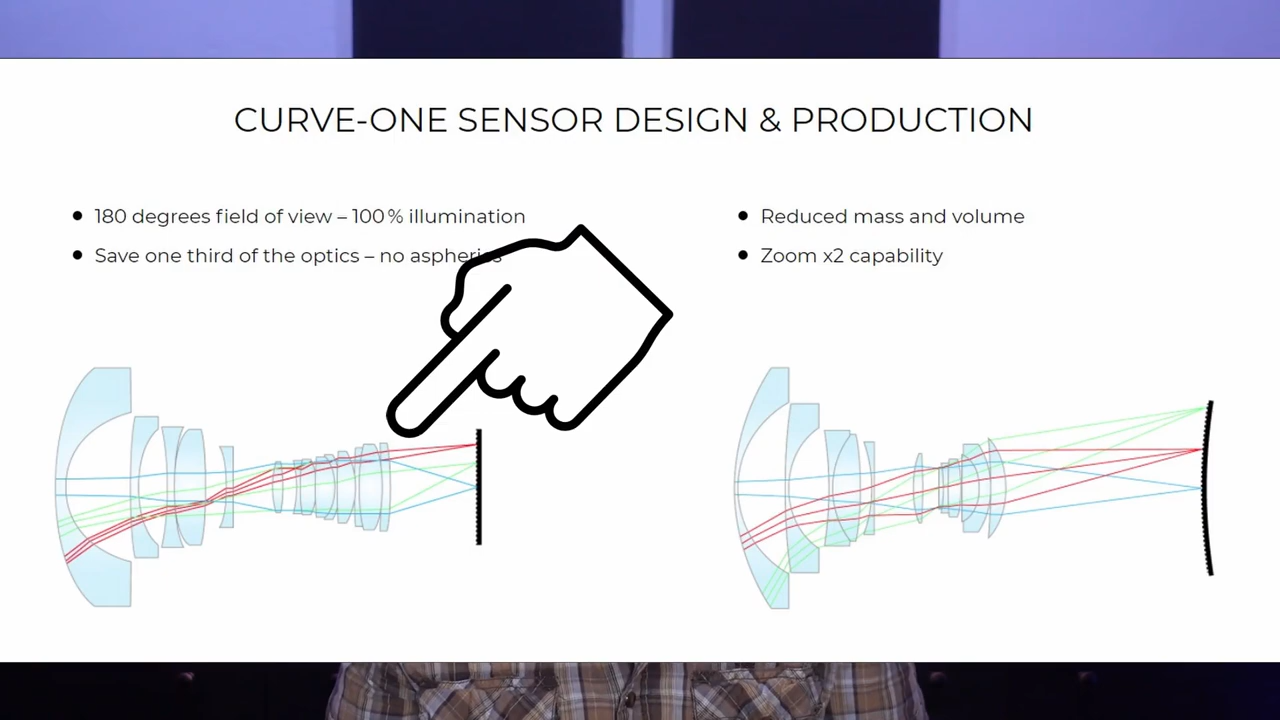 CURVE-ONE SENSOR DESIGN & PRODUCTION
180 degrees field of view – 100% illumination
Save one third of the optics – no aspherics
Reduced mass and volume
Zoom x2 capability